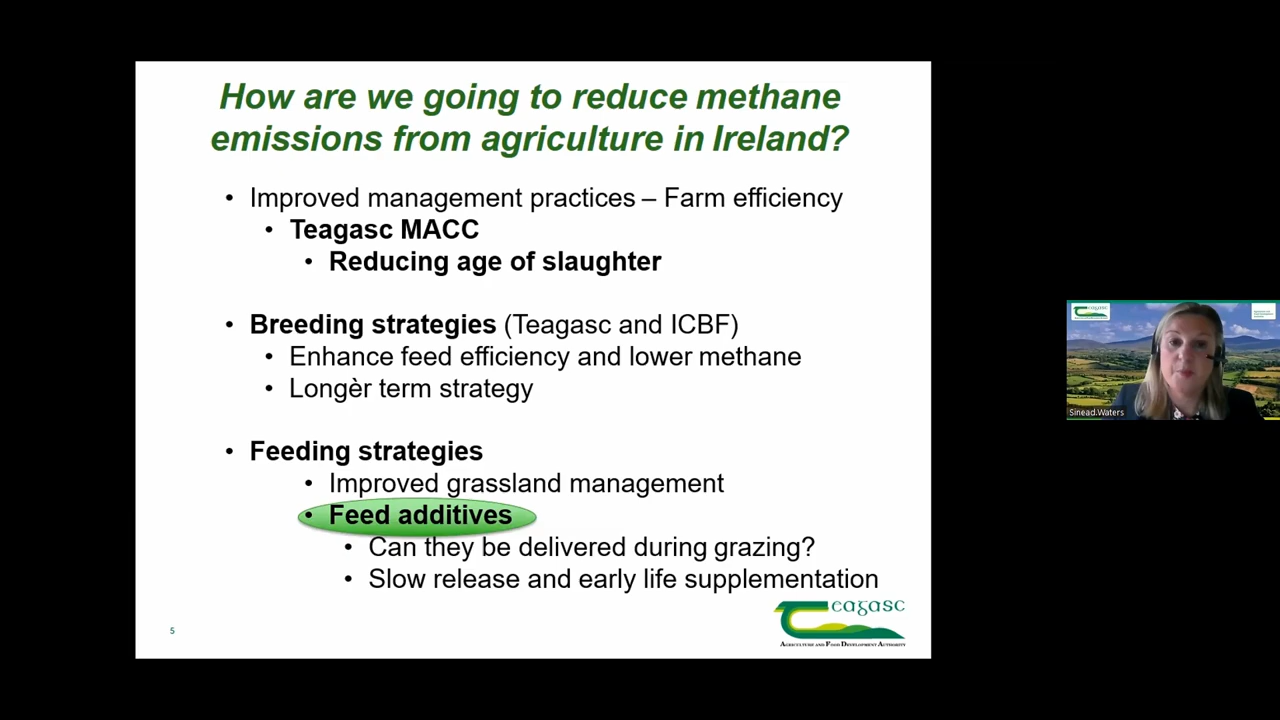 How are we going to reduce methane
emissions from agriculture in Ireland?
• Improved management practices – Farm efficiency
• Teagasc MACC
• Reducing age of slaughter
• Breeding strategies (Teagasc and ICBF)
• Enhance feed efficiency and lower methane
• Longèr term strategy
• Feeding strategies
• Improved grassland management
• Feed additives
• Can they be delivered during grazing?
• Slow release and early life supplementation
eagasc
AGRICULTURE AND FOOD DEVELOPMENT AUTHORITY
5
Sinead.Waters